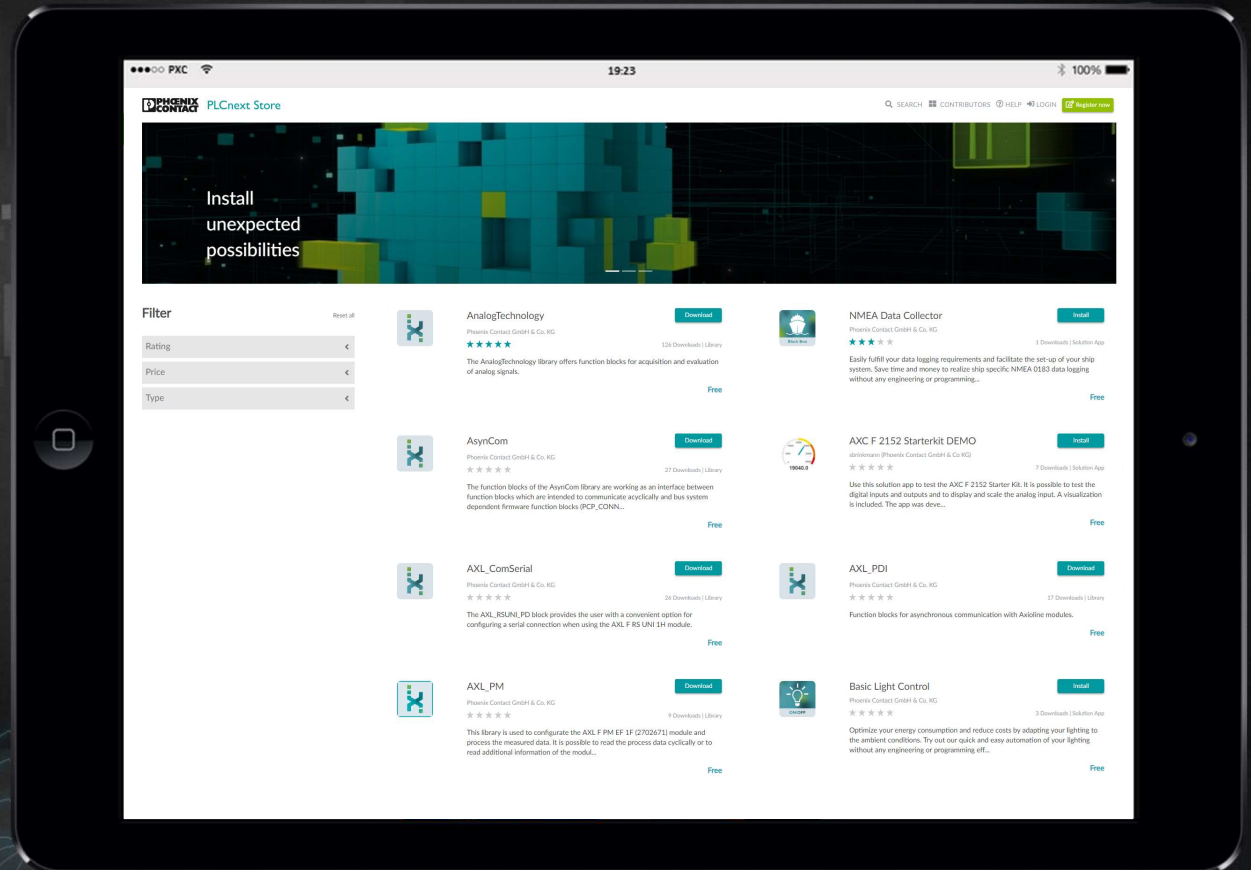 PXC
19:23
100%
PHŒNIX
CONTACT
PLCnext Store
SEARCH
CONTRIBUTORS
HELP
LOGIN
Register now
Install
unexpected
possibilities
Filter
Reset all
Rating
Price
Type
AnalogTechnology
Download
Phoenix Contact GmbH & Co. KG
126 Downloads | Library
The AnalogTechnology library offers function blocks for acquisition and evaluation
of analog signals.
Free
NMEA Data Collector
Install
Black Box
Phoenix Contact GmbH & Co. KG
1 Downloads | Solution App
Easily fulfill your data logging requirements and facilitate the set-up of your ship
system. Save time and money to realize ship specific NMEA 0183 data logging
without any engineering or programming...
Free
AsynCom
Download
Phoenix Contact GmbH & Co. KG
27 Downloads | Library
The function blocks of the AsynCom library are working as an interface between
function blocks which are intended to communicate acyclically and bus system
dependent firmware function blocks (PCP_CONN...
Free
AXC F 2152 Starterkit DEMO
Install
19040.0
sbrinkmann (Phoenix Contact GmbH & Co KG)
7 Downloads | Solution App
Use this solution app to test the AXC F 2152 Starter Kit. It is possible to test the
digital inputs and outputs and to display and scale the analog input. A visualization
is included. The app was deve...
Free
AXL_ComSerial
Download
Phoenix Contact GmbH & Co. KG
26 Downloads | Library
The AXL_RSUNI_PD block provides the user with a convenient option for
configuring a serial connection when using the AXL F RS UNI 1H module.
Free
AXL_PDI
Download
Phoenix Contact GmbH & Co. KG
17 Downloads | Library
Function blocks for asynchronous communication with Axioline modules.
Free
AXL_PM
Download
Phoenix Contact GmbH & Co. KG
9 Downloads | Library
This library is used to configurate the AXL F PM EF 1F (2702671) module and
process the measured data. It is possible to read the process data cyclically or to
read additional information of the modul...
Free
Basic Light Control
Install
ON/OFF
Phoenix Contact GmbH & Co. KG
3 Downloads | Solution App
Optimize your energy consumption and reduce costs by adapting your lighting to
the ambient conditions. Try out our quick and easy automation of your lighting
without any engineering or programming eff...
Free